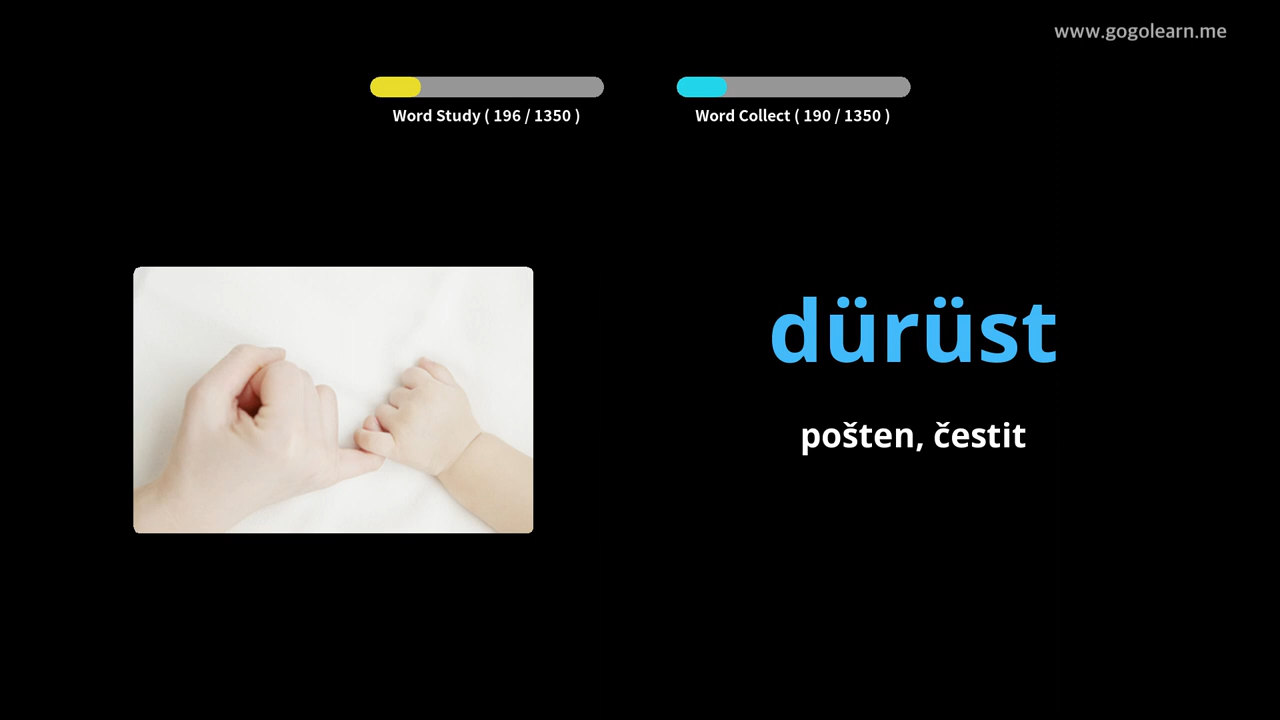 www.gogolearn.me
Word Study ( 196 / 1350 )
Word Collect ( 190 / 1350 )
dürüst
pošten, čestit